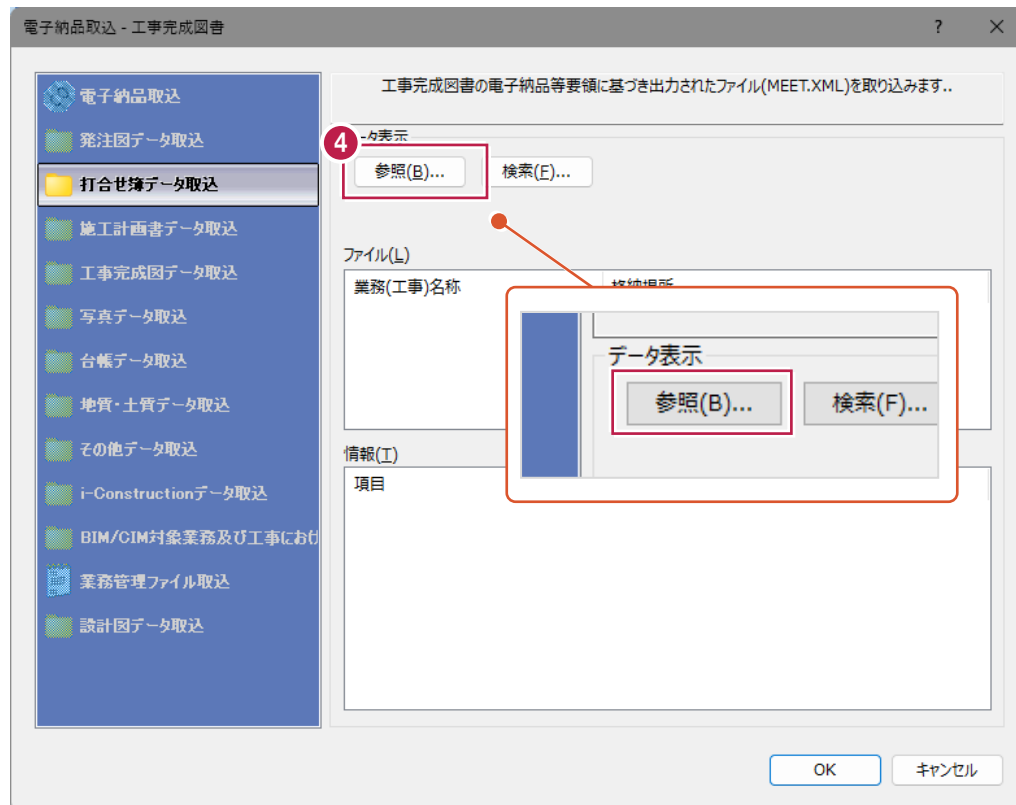 電子納品取込 - 工事完成図書
?
×
電子納品取込
発注図データ取込
打合せ簿データ取込
施工計画書データ取込
工事完成図データ取込
写真データ取込
台帳データ取込
地質・土質データ取込
その他データ取込
i-Constructionデータ取込
BIM/CIM対象業務及び工事におけ
業務管理ファイル取込
設計図データ取込
工事完成図書の電子納品等要領に基づき出力されたファイル(MEET.XML)を取り込みます..
4
ータ表示
参照(B)... 検索(F)...
ファイル(L)
業務(工事)名称 格納場所
データ表示
参照(B)... 検索(F)...
情報(T)
項目
OK キャンセル